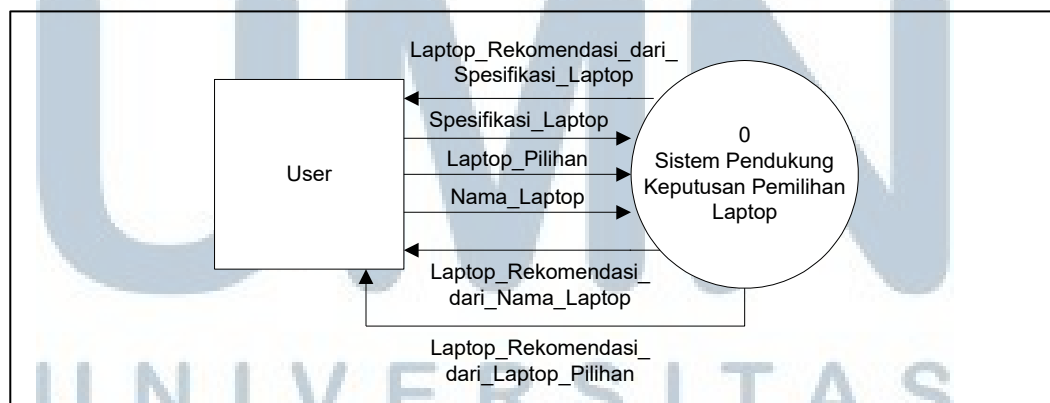 UMN
Laptop_Rekomendasi_dari_
Spesifikasi_Laptop
Spesifikasi_Laptop
Laptop_Pilihan
Nama_Laptop
User
0
Sistem Pendukung
Keputusan Pemilihan
Laptop
Laptop_Rekomendasi_
dari_Nama_Laptop
Laptop_Rekomendasi_
dari_Laptop_Pilihan
UNIVERSITAS